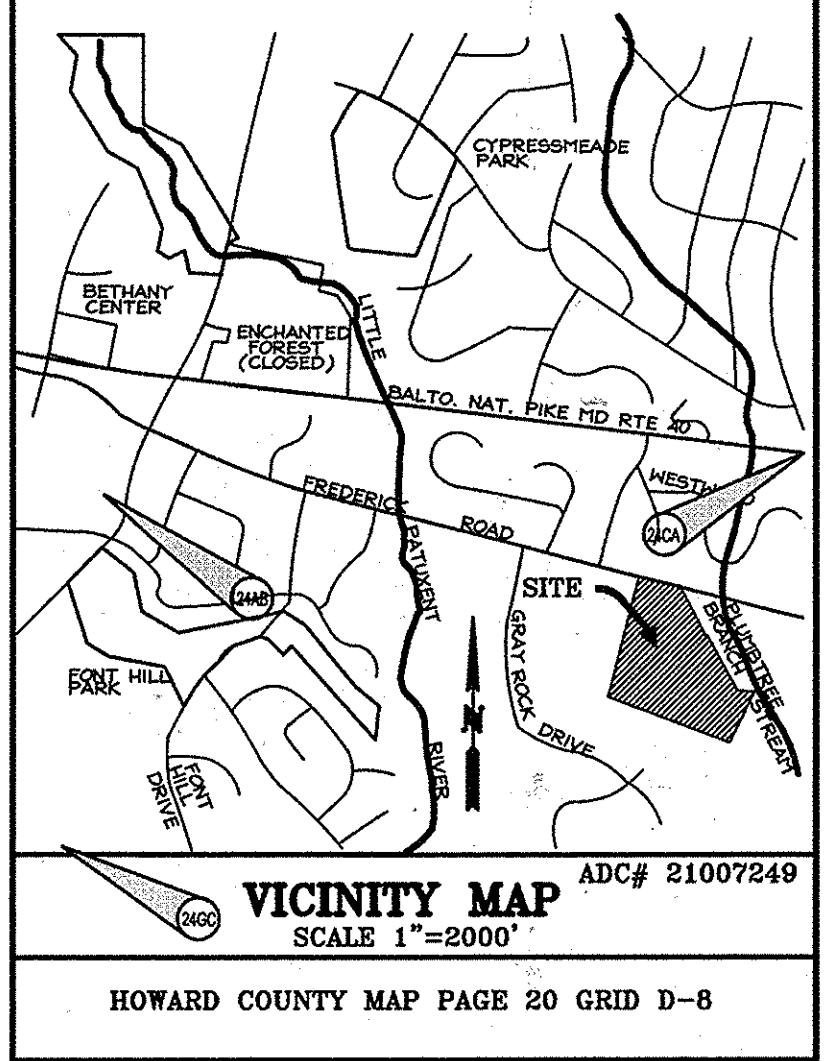 CYPRESSMEADE
PARK
BETHANY
CENTER
ENCHANTED
FOREST
(CLOSED)
LITTLE
PATUXENT
RIVER
BALTO. NAT. PIKE MD RTE 40
FREDERICK
ROAD
24CA
24AB
SITE
PLUMBTREE
BRANCH
STREAM
GRAY ROCK
DRIVE
FONT HILL
PARK
N
FONT
HILL
DRIVE
24GC
VICINITY MAP
ADC# 21007249
SCALE 1"=2000'
HOWARD COUNTY MAP PAGE 20 GRID D-8